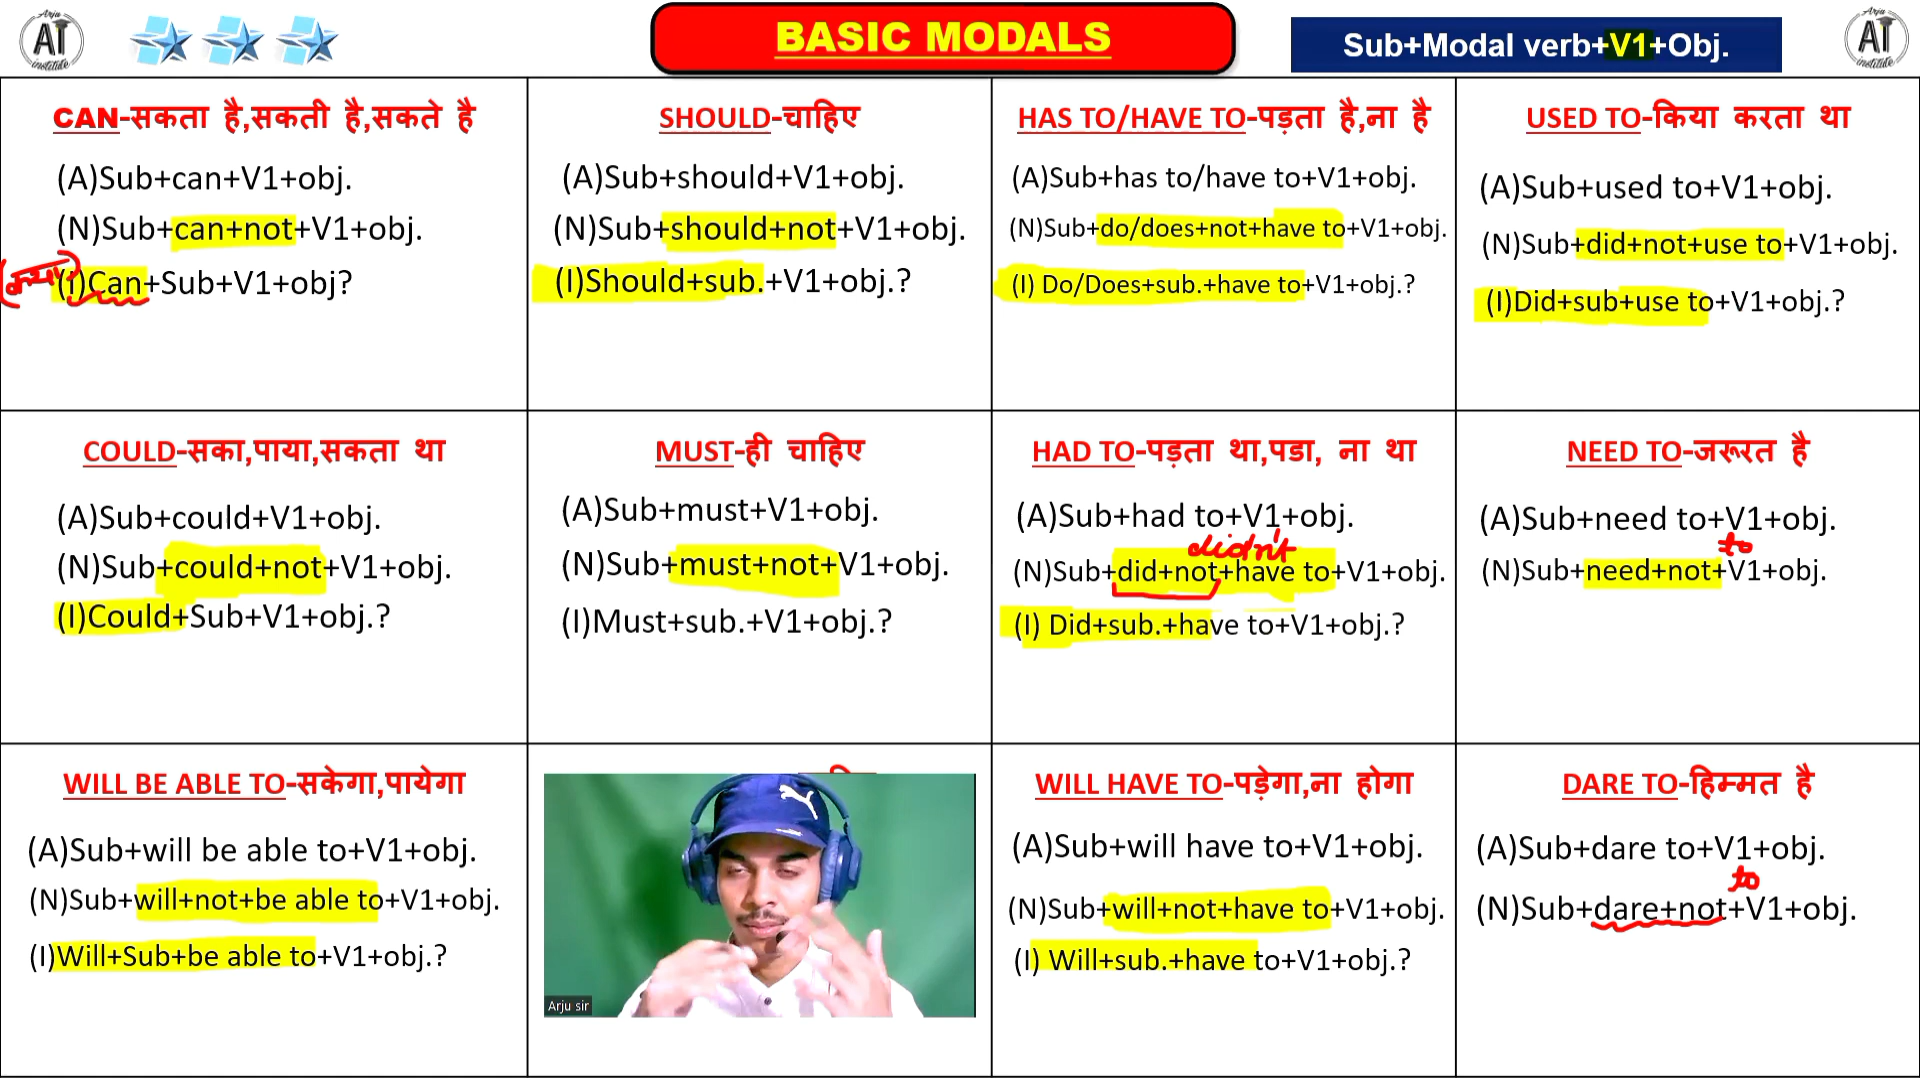 Arju
AT
institute
BASIC MODALS
Sub+Modal verb+V1+Obj.
Arju
AT
institute
CAN-सकता है,सकती है,सकते है
(A)Sub+can+V1+obj.
(N)Sub+can+not+V1+obj.
(I)Can+Sub+V1+obj?
SHOULD-चाहिए
(A)Sub+should+V1+obj.
(N)Sub+should+not+V1+obj.
(I)Should+sub.+V1+obj.?
HAS TO/HAVE TO-पड़ता है,ना है
(A)Sub+has to/have to+V1+obj.
(N)Sub+do/does+not+have to+V1+obj.
(I) Do/Does+sub.+have to+V1+obj.?
USED TO-किया करता था
(A)Sub+used to+V1+obj.
(N)Sub+did+not+use to+V1+obj.
(I)Did+sub+use to+V1+obj.?
COULD-सका,पाया,सकता था
(A)Sub+could+V1+obj.
(N)Sub+could+not+V1+obj.
(I)Could+Sub+V1+obj.?
MUST-ही चाहिए
(A)Sub+must+V1+obj.
(N)Sub+must+not+V1+obj.
(I)Must+sub.+V1+obj.?
HAD TO-पड़ता था,पडा, ना था
(A)Sub+had to+V1+obj.
didn't
(N)Sub+did+not+have to+V1+obj.
(I) Did+sub.+have to+V1+obj.?
NEED TO-जरूरत है
(A)Sub+need to+V1+obj.
to
(N)Sub+need+not+V1+obj.
WILL BE ABLE TO-सकेगा,पायेगा
(A)Sub+will be able to+V1+obj.
(N)Sub+will+not+be able to+V1+obj.
(I)Will+Sub+be able to+V1+obj.?
Arju sir
WILL HAVE TO-पड़ेगा,ना होगा
(A)Sub+will have to+V1+obj.
(N)Sub+will+not+have to+V1+obj.
(I) Will+sub.+have to+V1+obj.?
DARE TO-हिम्मत है
(A)Sub+dare to+V1+obj.
to
(N)Sub+dare+not+V1+obj.